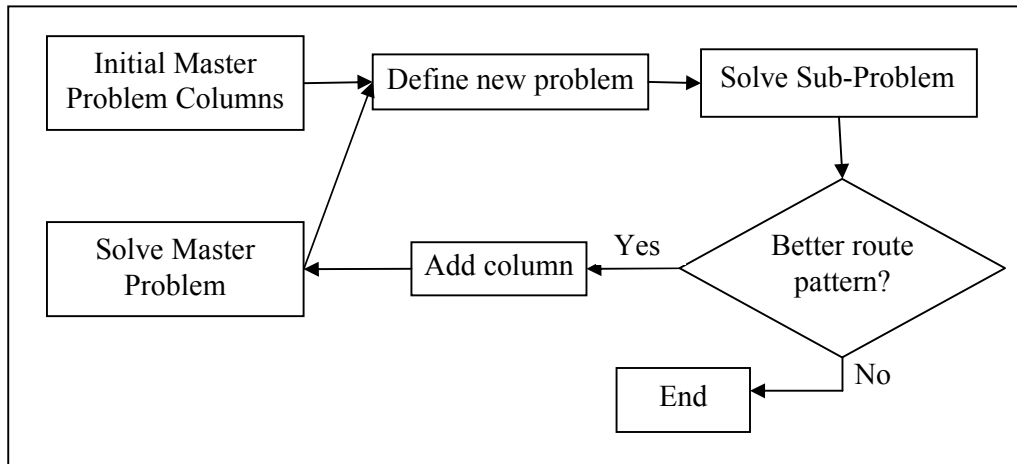 Initial Master
Problem Columns
Define new problem
Solve Sub-Problem
Better route
pattern?
Yes
Add column
Solve Master
Problem
No
End